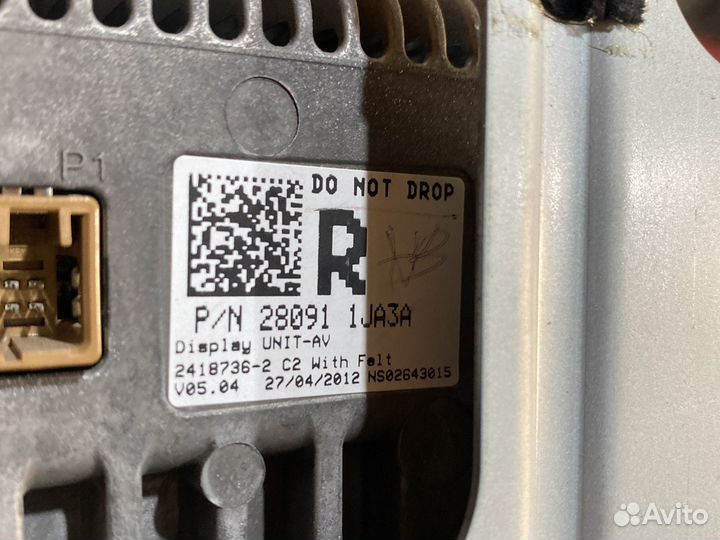 P1
DO NOT DROP
R
P/N 28091 1JA3A
Display UNIT-AV
2418736-2 C2 With Felt
V05.04 27/04/2012 NS02643015
Avito